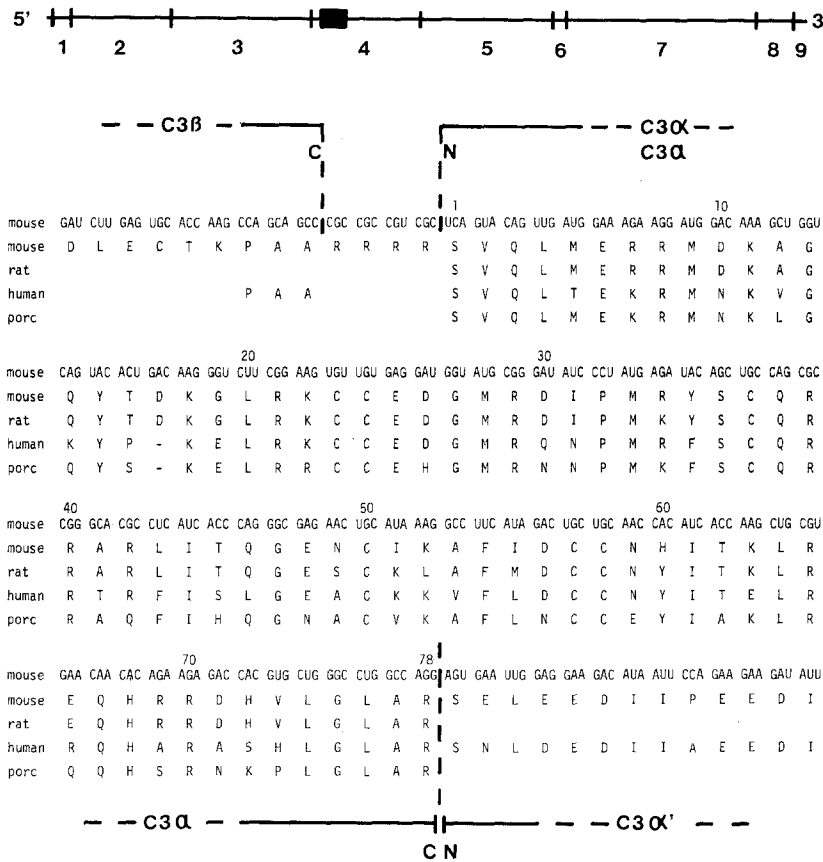 5' 3
1 2 3 4 5 6 7 8 9
C3β C3α
C N C3a
1 10
mouse GAU CUU GAG UGC ACC AAG CCA GCA GCC CGC CGC CGU CGC UCA GUA CAG UUG AUG GAA AGA AGG AUG GAC AAA GCU GGU
mouse D L E C T K P A A R R R R S V Q L M E R R M D K A G
rat S V Q L M E R R M D K A G
human P A A S V Q L T E K R M N K V G
porc S V Q L M E K R M N K L G
20 30
mouse CAG UAC ACU GAC AAG GGU CUU CGG AAG UGU UGU GAG GAU GGU AUG CGG GAU AUC CCU AUG AGA UAC AGC UGC CAG CGC
mouse Q Y T D K G L R K C C E D G M R D I P M R Y S C Q R
rat Q Y T D K G L R K C C E D G M R D I P M K Y S C Q R
human K Y P - K E L R K C C E D G M R Q N P M R F S C Q R
porc Q Y S - K E L R R C C E H G M R N N P M K F S C Q R
40 50 60
mouse CGG GCA CGC CUC AUC ACC CAG GGC GAG AAC UGC AUA AAG GCC UUC AUA GAC UGC UGC AAC CAC AUC ACC AAG CUG CGU
mouse R A R L I T Q G E N C I K A F I D C C N H I T K L R
rat R A R L I T Q G E S C K L A F M D C C N Y I T K L R
human R T R F I S L G E A C K K V F L D C C N Y I T E L R
porc R A Q F I H Q G N A C V K A F L N C C E Y I A K L R
70 78
mouse GAA CAA CAC AGA AGA GAC CAC GUG CUG GGC CUG GCC AGG AGU GAA UUG GAG GAA GAC AUA AUU CCA GAA GAA GAU AUU
mouse E Q H R R D H V L G L A R S E L E E D I I P E E D I
rat E Q H R R D H V L G L A R
human R Q H A R A S H L G L A R S N L D E D I I A E E D I
porc Q Q H S R N K P L G L A R
C3a C3α'
C N